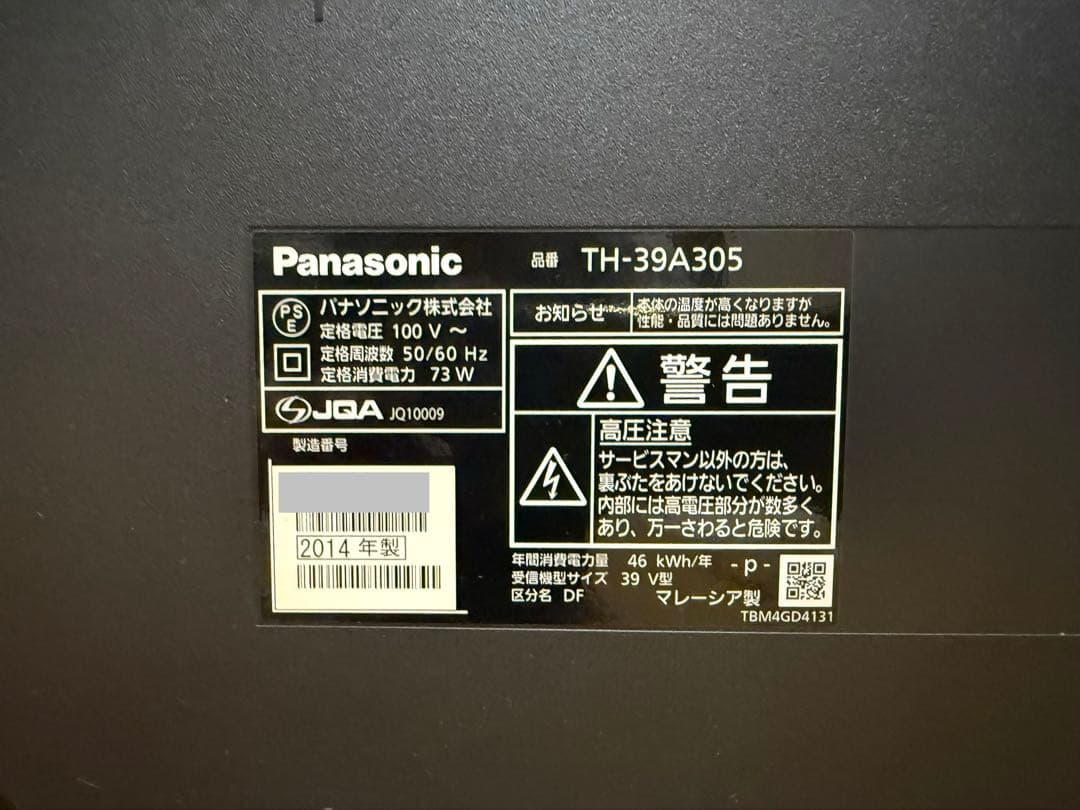 Panasonic
品番 TH-39A305
PS
E
パナソニック株式会社
定格電圧 100 V ~
定格周波数 50/60 Hz
定格消費電力 73 W
JQA JQ10009
製造番号
2014 年製
お知らせ
本体の温度が高くなりますが
性能・品質には問題ありません。
警告
高圧注意
サービスマン以外の方は、
裏ぶたをあけないでください。
内部には高電圧部分が数多く
あり、万一さわると危険です。
年間消費電力量 46 kWh/年
受信機型サイズ 39 V型
区分名 DF
-p-
マレーシア製
TBM4GD4131